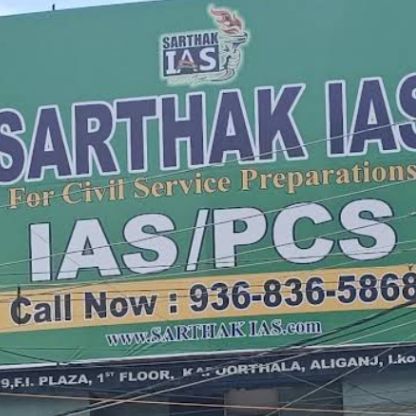 SARTHAK
IAS
SARTHAK IAS
For Civil Service Preparations
IAS/PCS
Call Now : 936-836-5868
www.SARTHAK IAS.com
9,F.I. PLAZA, 1ST FLOOR, KAPOORTHALA, ALIGANJ, Lko